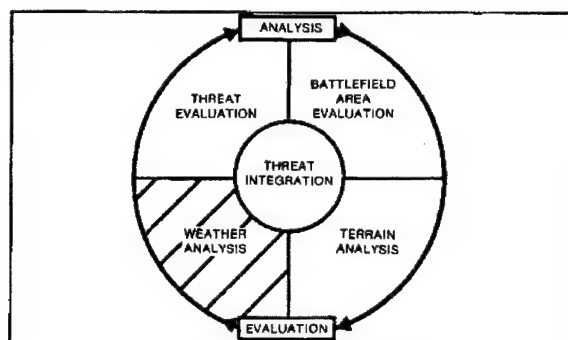 ANALYSIS
THREAT
EVALUATION
BATTLEFIELD
AREA
EVALUATION
THREAT
INTEGRATION
WEATHER
ANALYSIS
TERRAIN
ANALYSIS
EVALUATION